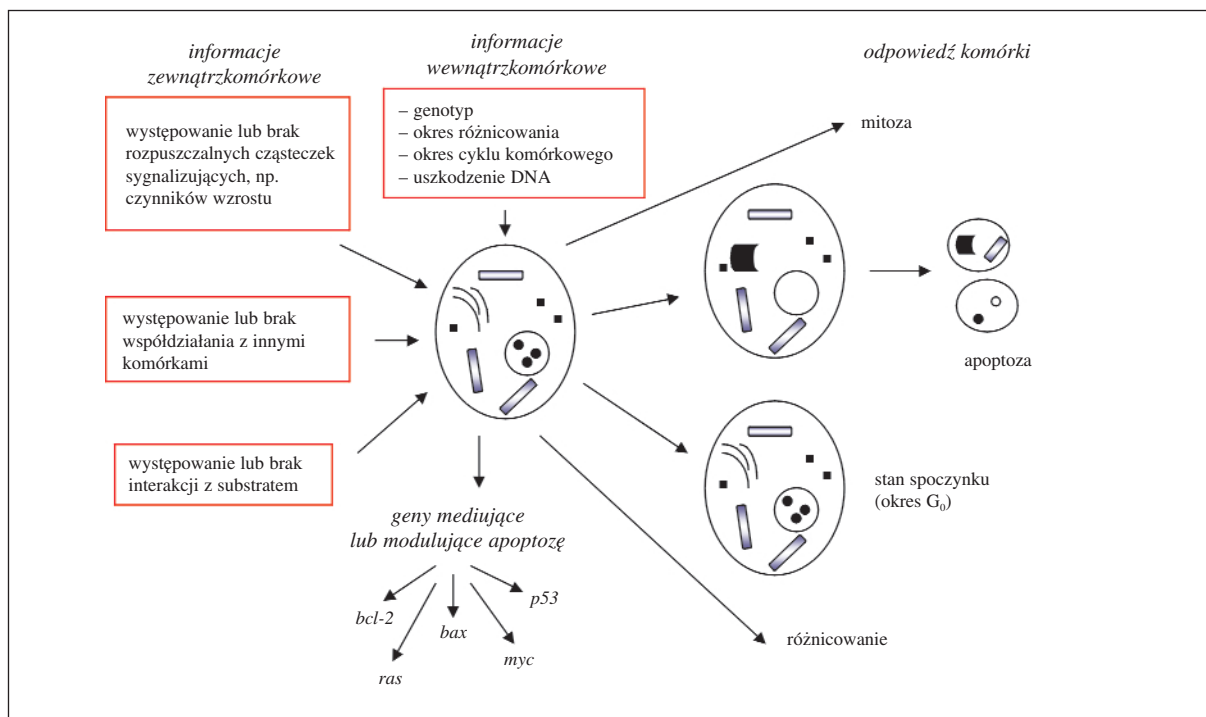 informacje
zewnątrzkomórkowe
występowanie lub brak
rozpuszczalnych cząsteczek
sygnalizujących, np.
czynników wzrostu
występowanie lub brak
współdziałania z innymi
komórkami
występowanie lub brak
interakcji z substratem
informacje
wewnątrzkomórkowe
– genotyp
– okres różnicowania
– okres cyklu komórkowego
– uszkodzenie DNA
geny mediujące
lub modulujące apoptozę
bcl-2
ras
bax
myc
p53
odpowiedź komórki
mitoza
apoptoza
stan spoczynku
(okres G₀)
różnicowanie